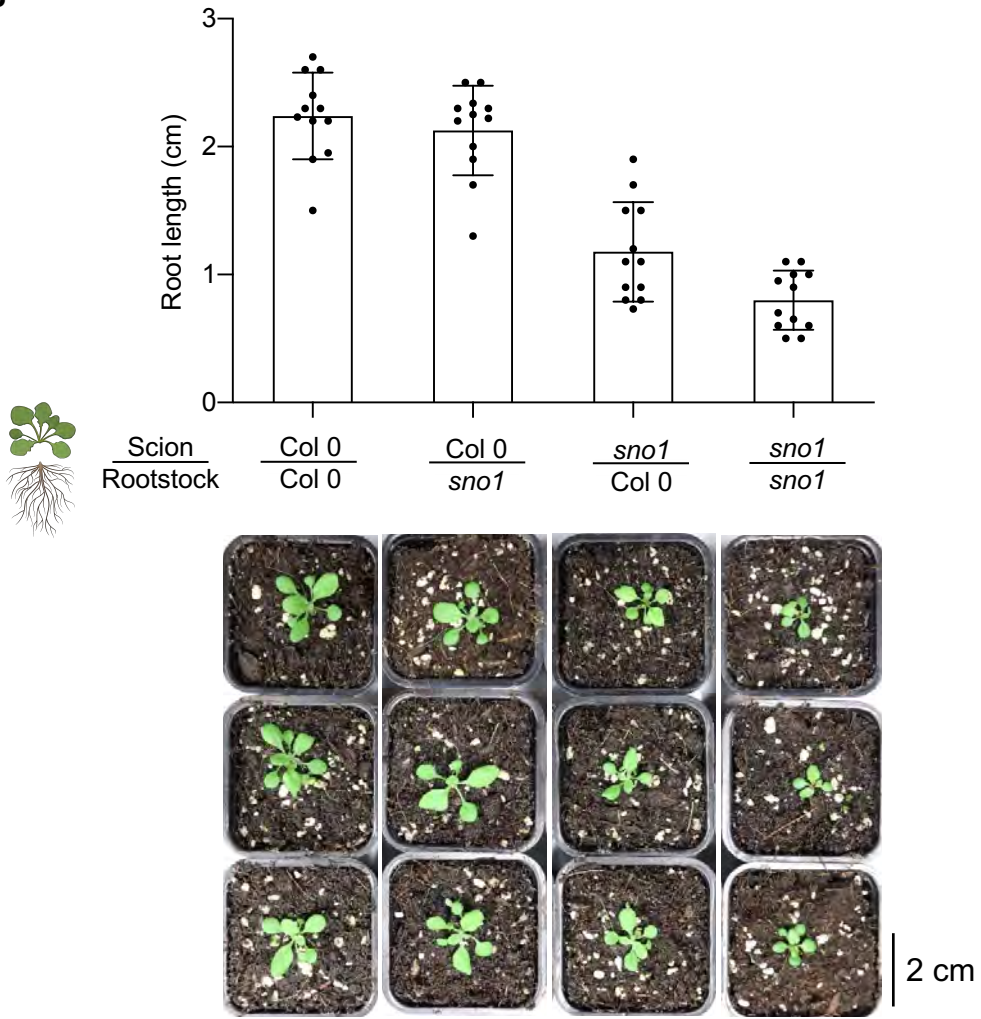 3
2
1
0
Root length (cm)
Scion
Rootstock
Col 0
Col 0
Col 0
sno1
sno1
Col 0
sno1
sno1
2 cm